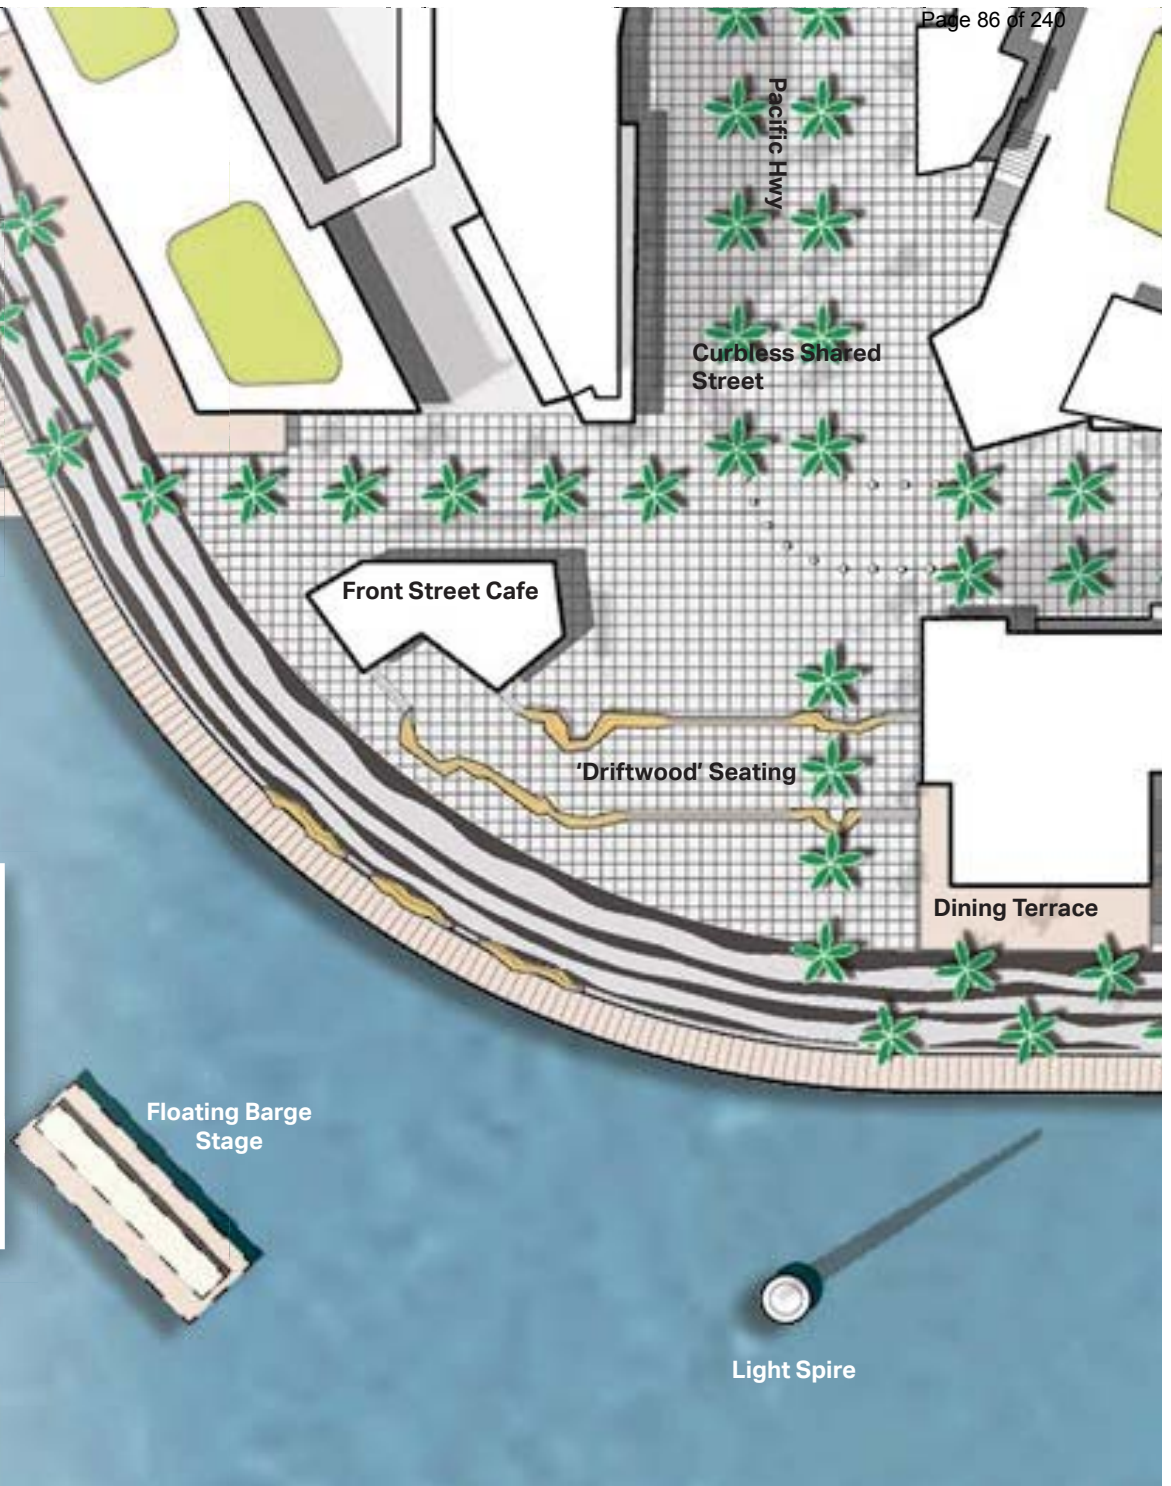 Page 86 of 240
Pacific Hwy
Curbless Shared
Street
Front Street Cafe
'Driftwood' Seating
Dining Terrace
Floating Barge
Stage
Light Spire